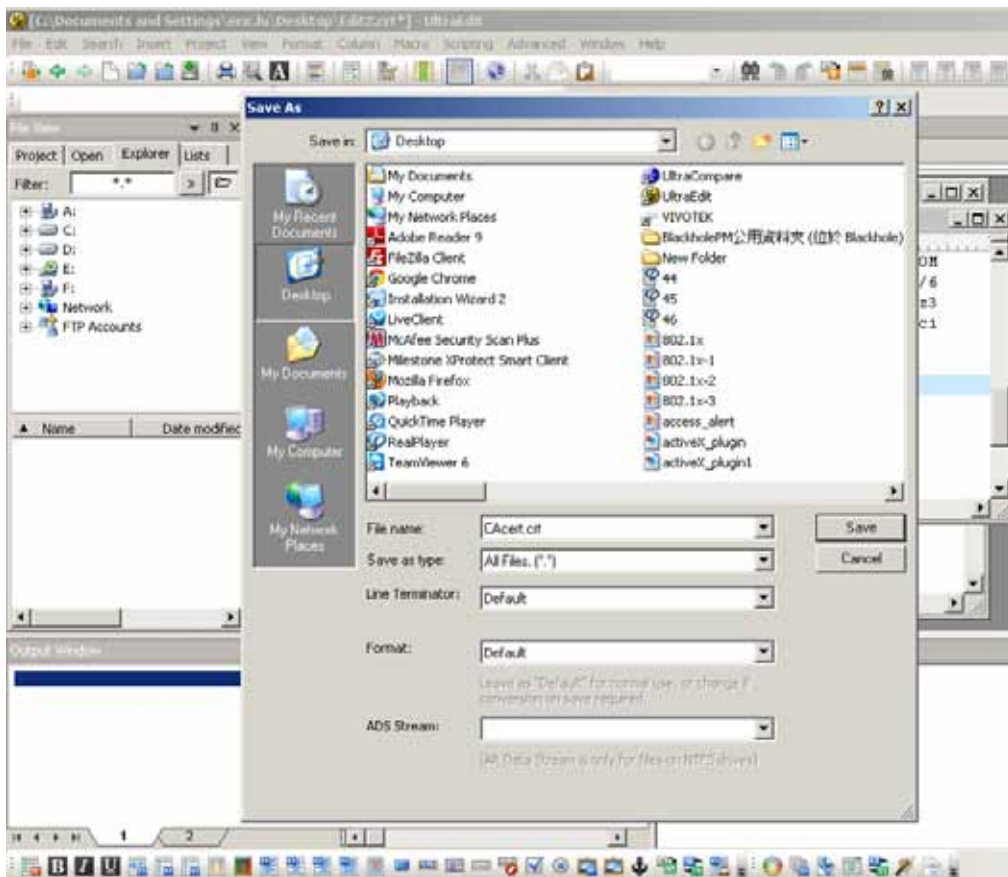 [C:\Documents and Settings\eric.lu\Desktop\Edit2.crt*] - UltraEdit
File Edit Search Insert Project View Format Column Macro Scripting Advanced Window Help
File View
Project Open Explorer Lists
Filter: *.*
A:
C:
D:
E:
F:
Network
FTP Accounts
Name Date modified
Output Window
1 2
Save As
Save in: Desktop
My Recent Documents
Desktop
My Documents
My Computer
My Network Places
My Documents
My Computer
My Network Places
Adobe Reader 9
FileZilla Client
Google Chrome
Installation Wizard 2
LiveClient
McAfee Security Scan Plus
Milestone XProtect Smart Client
Mozilla Firefox
Playback
QuickTime Player
RealPlayer
TeamViewer 6
UltraCompare
UltraEdit
VIVOTEK
BlackholePM公用資料夾 (位於 Blackhole)
New Folder
44
45
46
802.1x
802.1x-1
802.1x-2
802.1x-3
access_alert
activeX_plugin
activeX_plugin1
File name: CAcert.crt
Save
Save as type: All Files, (*.*)
Cancel
Line Terminator: Default
Format: Default
Leave as "Default" for normal use, or change if
conversion on save required.
ADS Stream:
(Alt Data Stream is only for files on NTFS drives)
OM
/6
z3
ci
B I U